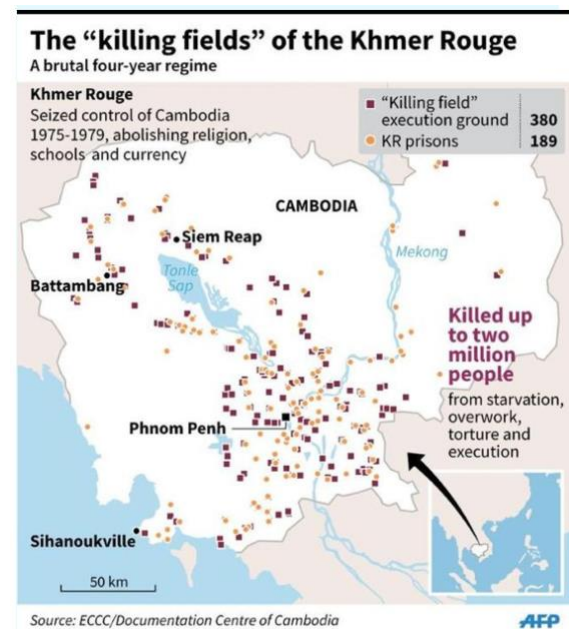 The “killing fields” of the Khmer Rouge
A brutal four-year regime
Khmer Rouge
Seized control of Cambodia
1975-1979, abolishing religion,
schools and currency
“Killing field”
execution ground 380
KR prisons 189
CAMBODIA
Siem Reap
Mekong
Tonle
Sap
Battambang
Killed up
to two
million
people
from starvation,
overwork,
torture and
execution
Phnom Penh
Sihanoukville
50 km
Source: ECCC/Documentation Centre of Cambodia
AFP